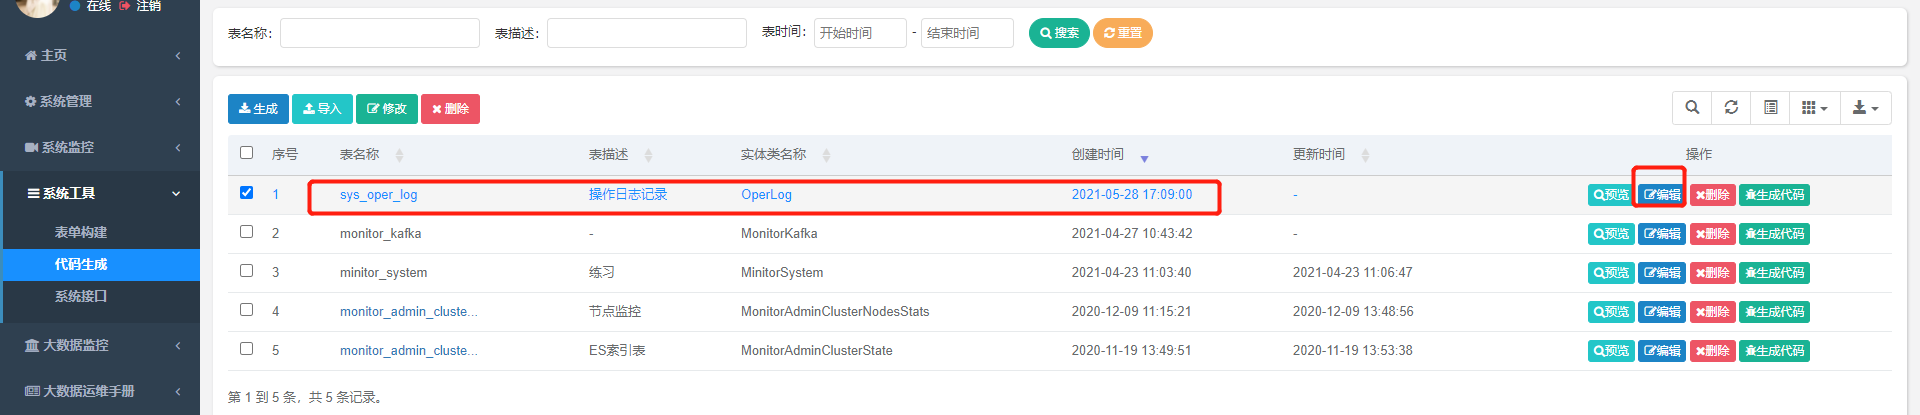 在线 注销
主页
系统管理
系统监控
系统工具
表单构建
代码生成
系统接口
大数据监控
大数据运维手册
表名称： 表描述： 表时间： 开始时间 - 结束时间 搜索 重置
生成 导入 修改 删除
序号 表名称 表描述 实体类名称 创建时间 更新时间 操作
1 sys_oper_log 操作日志记录 OperLog 2021-05-28 17:09:00 - 预览 编辑 删除 生成代码
2 monitor_kafka - MonitorKafka 2021-04-27 10:43:42 - 预览 编辑 删除 生成代码
3 minitor_system 练习 MinitorSystem 2021-04-23 11:03:40 2021-04-23 11:06:47 预览 编辑 删除 生成代码
4 monitor_admin_cluste... 节点监控 MonitorAdminClusterNodesStats 2020-12-09 11:15:21 2020-12-09 13:48:56 预览 编辑 删除 生成代码
5 monitor_admin_cluste... ES索引表 MonitorAdminClusterState 2020-11-19 13:49:51 2020-11-19 13:53:38 预览 编辑 删除 生成代码
第 1 到 5 条，共 5 条记录。